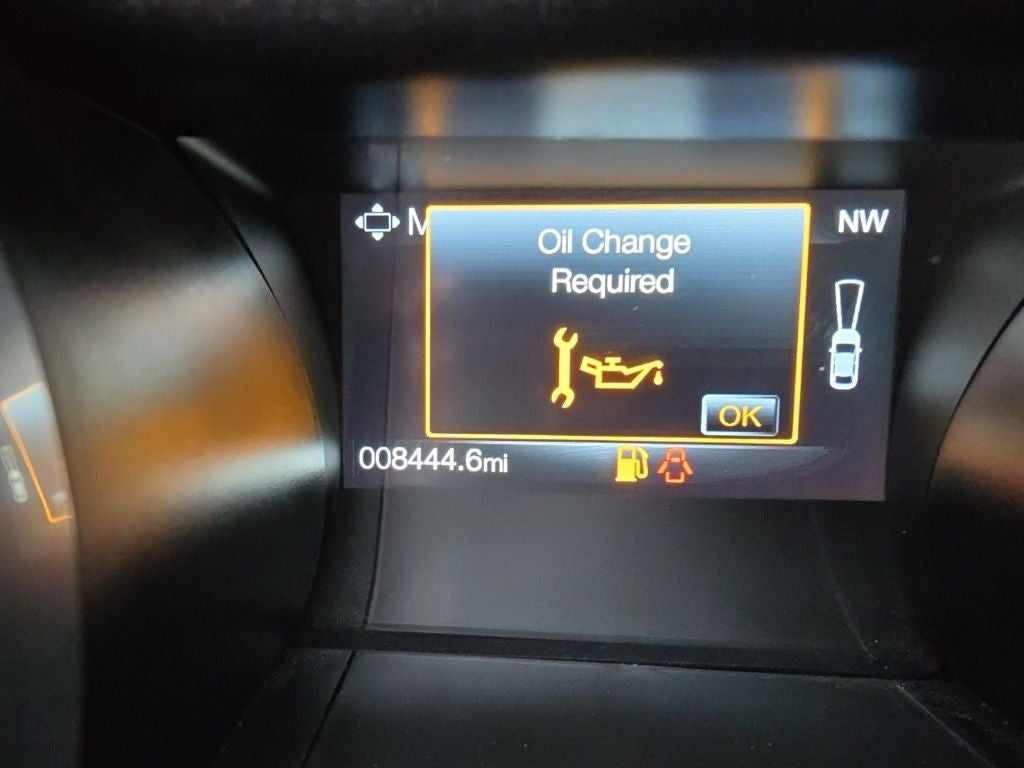 M
NW
Oil Change
Required
OK
008444.6mi